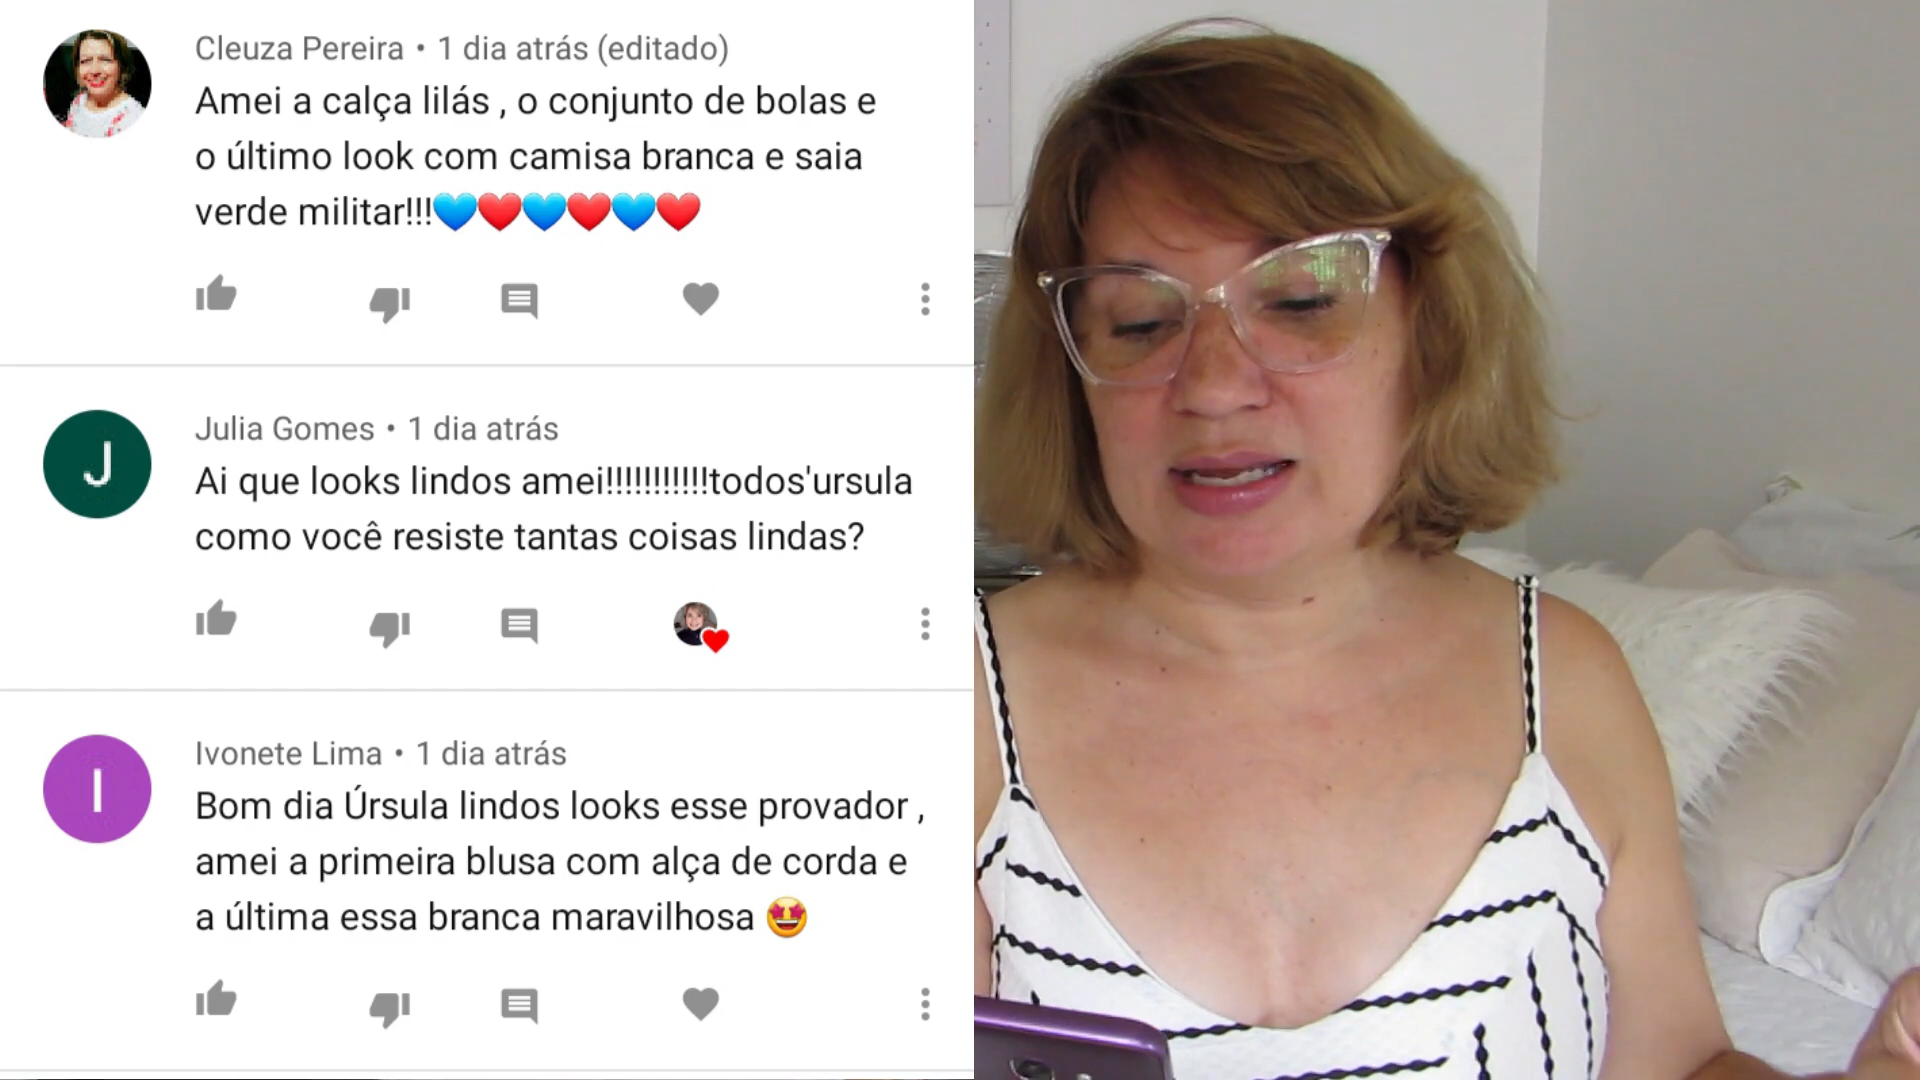 Cleuza Pereira • 1 dia atrás (editado)
Amei a calça lilás , o conjunto de bolas e
o último look com camisa branca e saia
verde militar!!!💙❤️💙❤️💙❤️
J
Julia Gomes • 1 dia atrás
Ai que looks lindos amei!!!!!!!!!!!todos'ursula
como você resiste tantas coisas lindas?
I
Ivonete Lima • 1 dia atrás
Bom dia Úrsula lindos looks esse provador ,
amei a primeira blusa com alça de corda e
a última essa branca maravilhosa 🤩